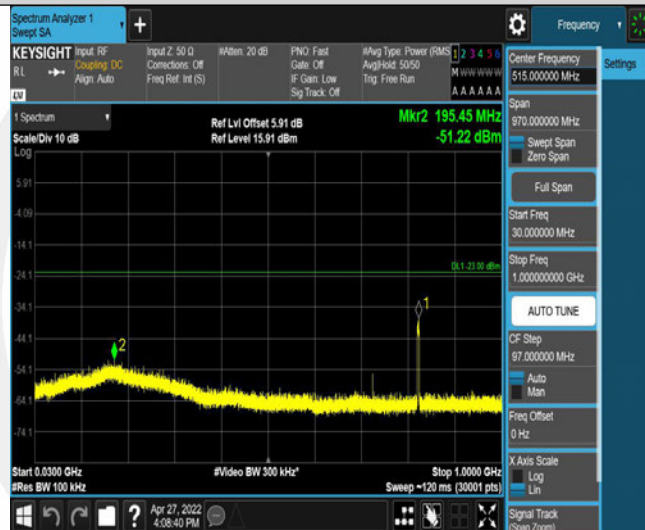 Spectrum Analyzer 1
Swept SA
+
Frequency
KEYSIGHT
RL
Input: RF
Coupling: DC
Align: Auto
Input Z: 50 Ω
Corrections: Off
Freq Ref: Int (S)
#Atten: 20 dB
PNO: Fast
Gate: Off
IF Gain: Low
Sig Track: Off
#Avg Type: Power (RMS
Avg|Hold: 50/50
Trig: Free Run
1 2 3 4 5 6
M W W W W W
A A A A A A
1 Spectrum
Scale/Div 10 dB
Log
Ref Lvl Offset 5.91 dB
Ref Level 15.91 dBm
Mkr2 195.45 MHz
-51.22 dBm
5.91
-4.09
-14.1
-24.1
-34.1
-44.1
-54.1
-64.1
-74.1
DL1 -23.00 dBm
1
2
Start 0.0300 GHz
#Res BW 100 kHz
#Video BW 300 kHz*
Stop 1.0000 GHz
Sweep ~120 ms (30001 pts)
Center Frequency
515.000000 MHz
Settings
Span
970.000000 MHz
Swept Span
Zero Span
Full Span
Start Freq
30.000000 MHz
Stop Freq
1.000000000 GHz
AUTO TUNE
CF Step
97.000000 MHz
Auto
Man
Freq Offset
0 Hz
X Axis Scale
Log
Lin
Signal Track
(Span Zoom)
?
Apr 27, 2022
4:08:40 PM